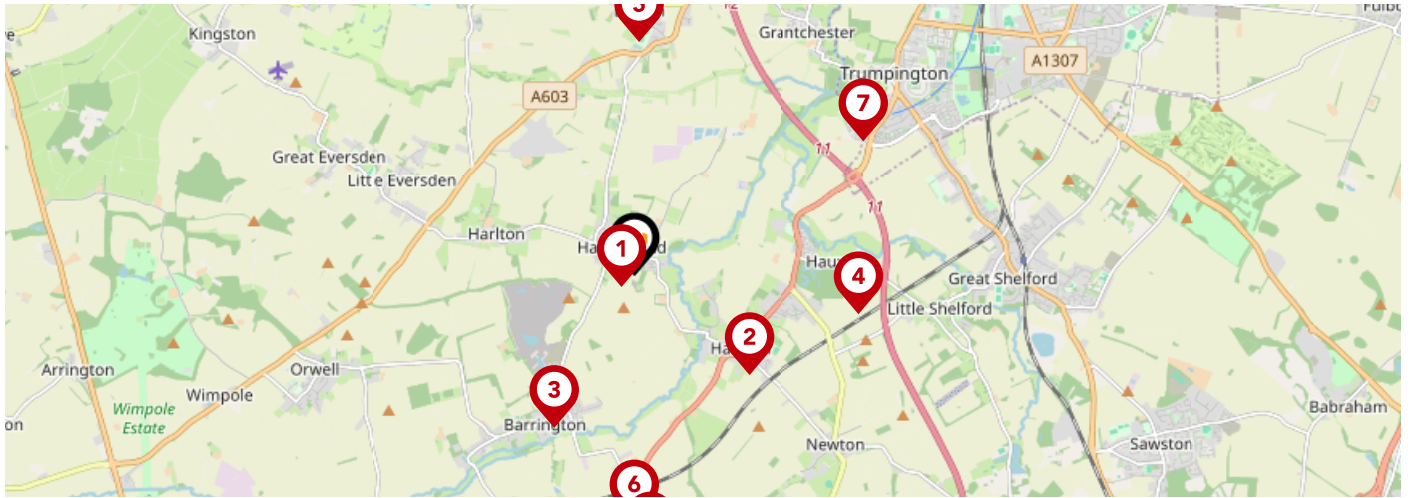 Kingston
Grantchester
A1307
Trumpington
A603
7
11
Great Eversden
Little Eversden
11
Harlton
1
4
Great Shelford
Little Shelford
2
Arrington
Orwell
3
Wimpole
Wimpole
Estate
Babraham
Barrington
Newton
Sawston
6